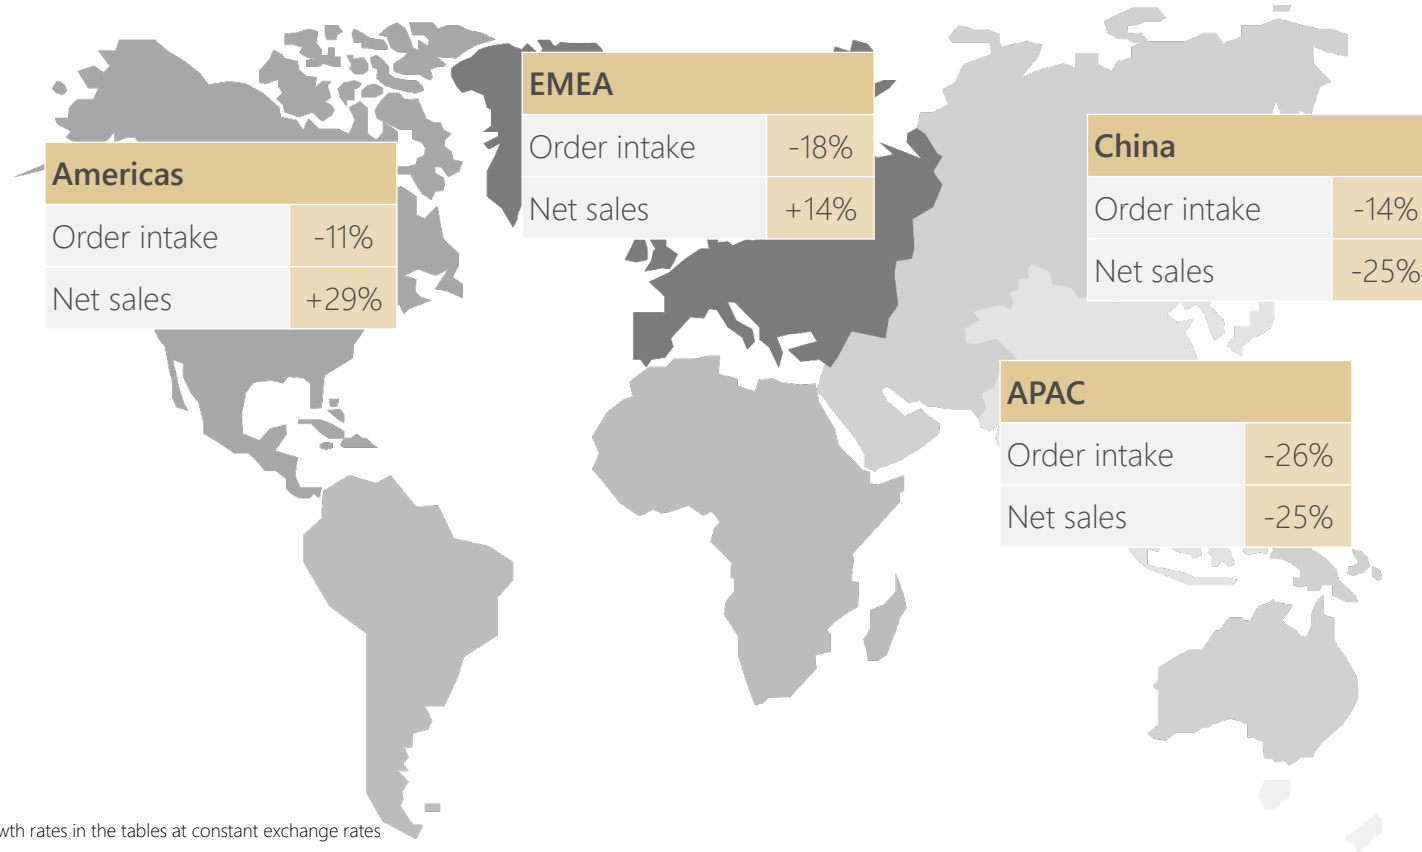 EMEA
Order intake -18%
Net sales +14%
Americas
Order intake -11%
Net sales +29%
China
Order intake -14%
Net sales -25%
APAC
Order intake -26%
Net sales -25%
rates in the tables at constant exchange rates